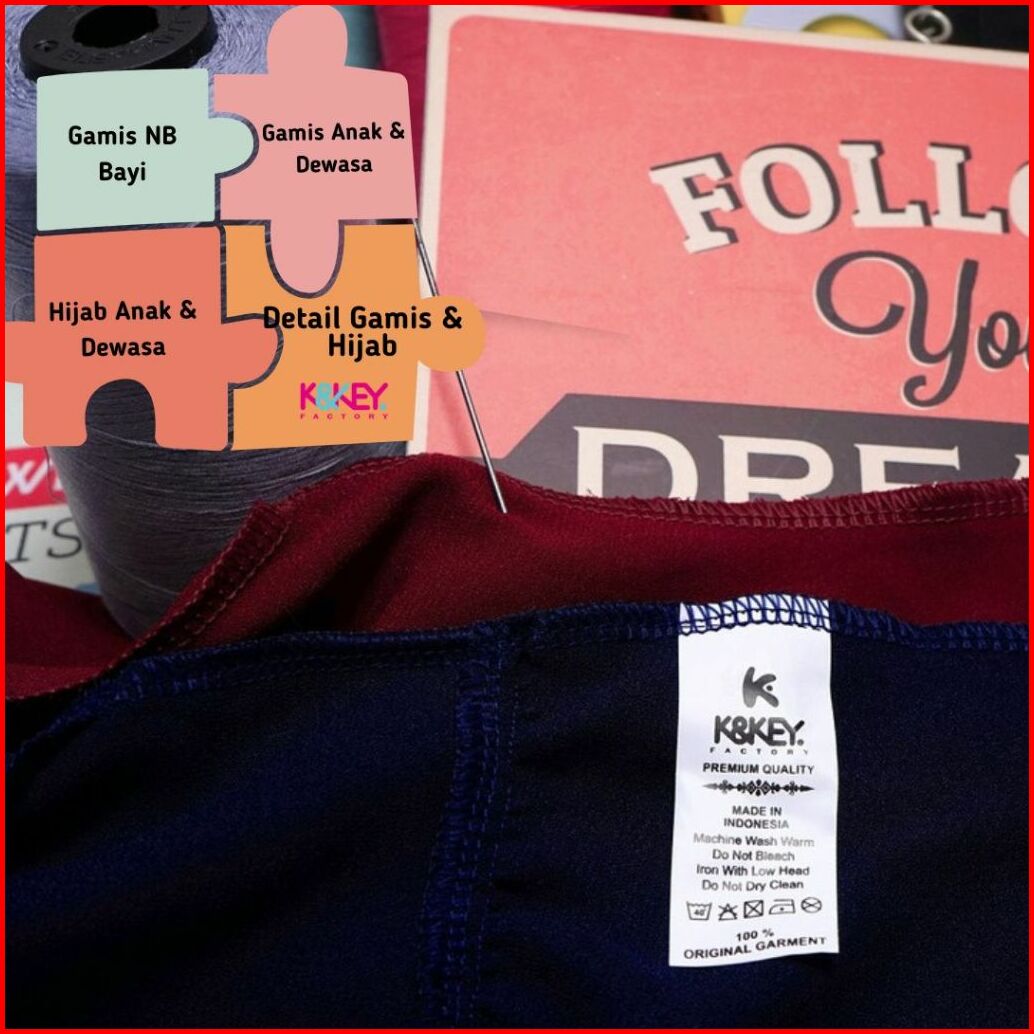 Gamis NB
Bayi
Gamis Anak &
Dewasa
Hijab Anak &
Dewasa
Detail Gamis &
Hijab
K&KEY.
FACTORY
FOLLO
Yo
DREA
TS
K
K&KEY.
FACTORY
PREMIUM QUALITY
MADE IN
INDONESIA
Machine Wash Warm
Do Not Bleach
Iron With Low Head
Do Not Dry Clean
40
100 %
ORIGINAL GARMENT